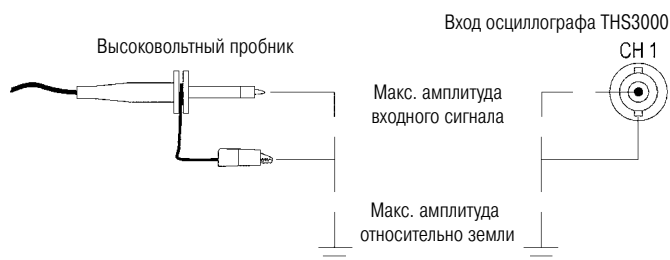 Вход осциллографа THS3000
Высоковольтный пробник
CH 1
Макс. амплитуда
входного сигнала
Макс. амплитуда
относительно земли